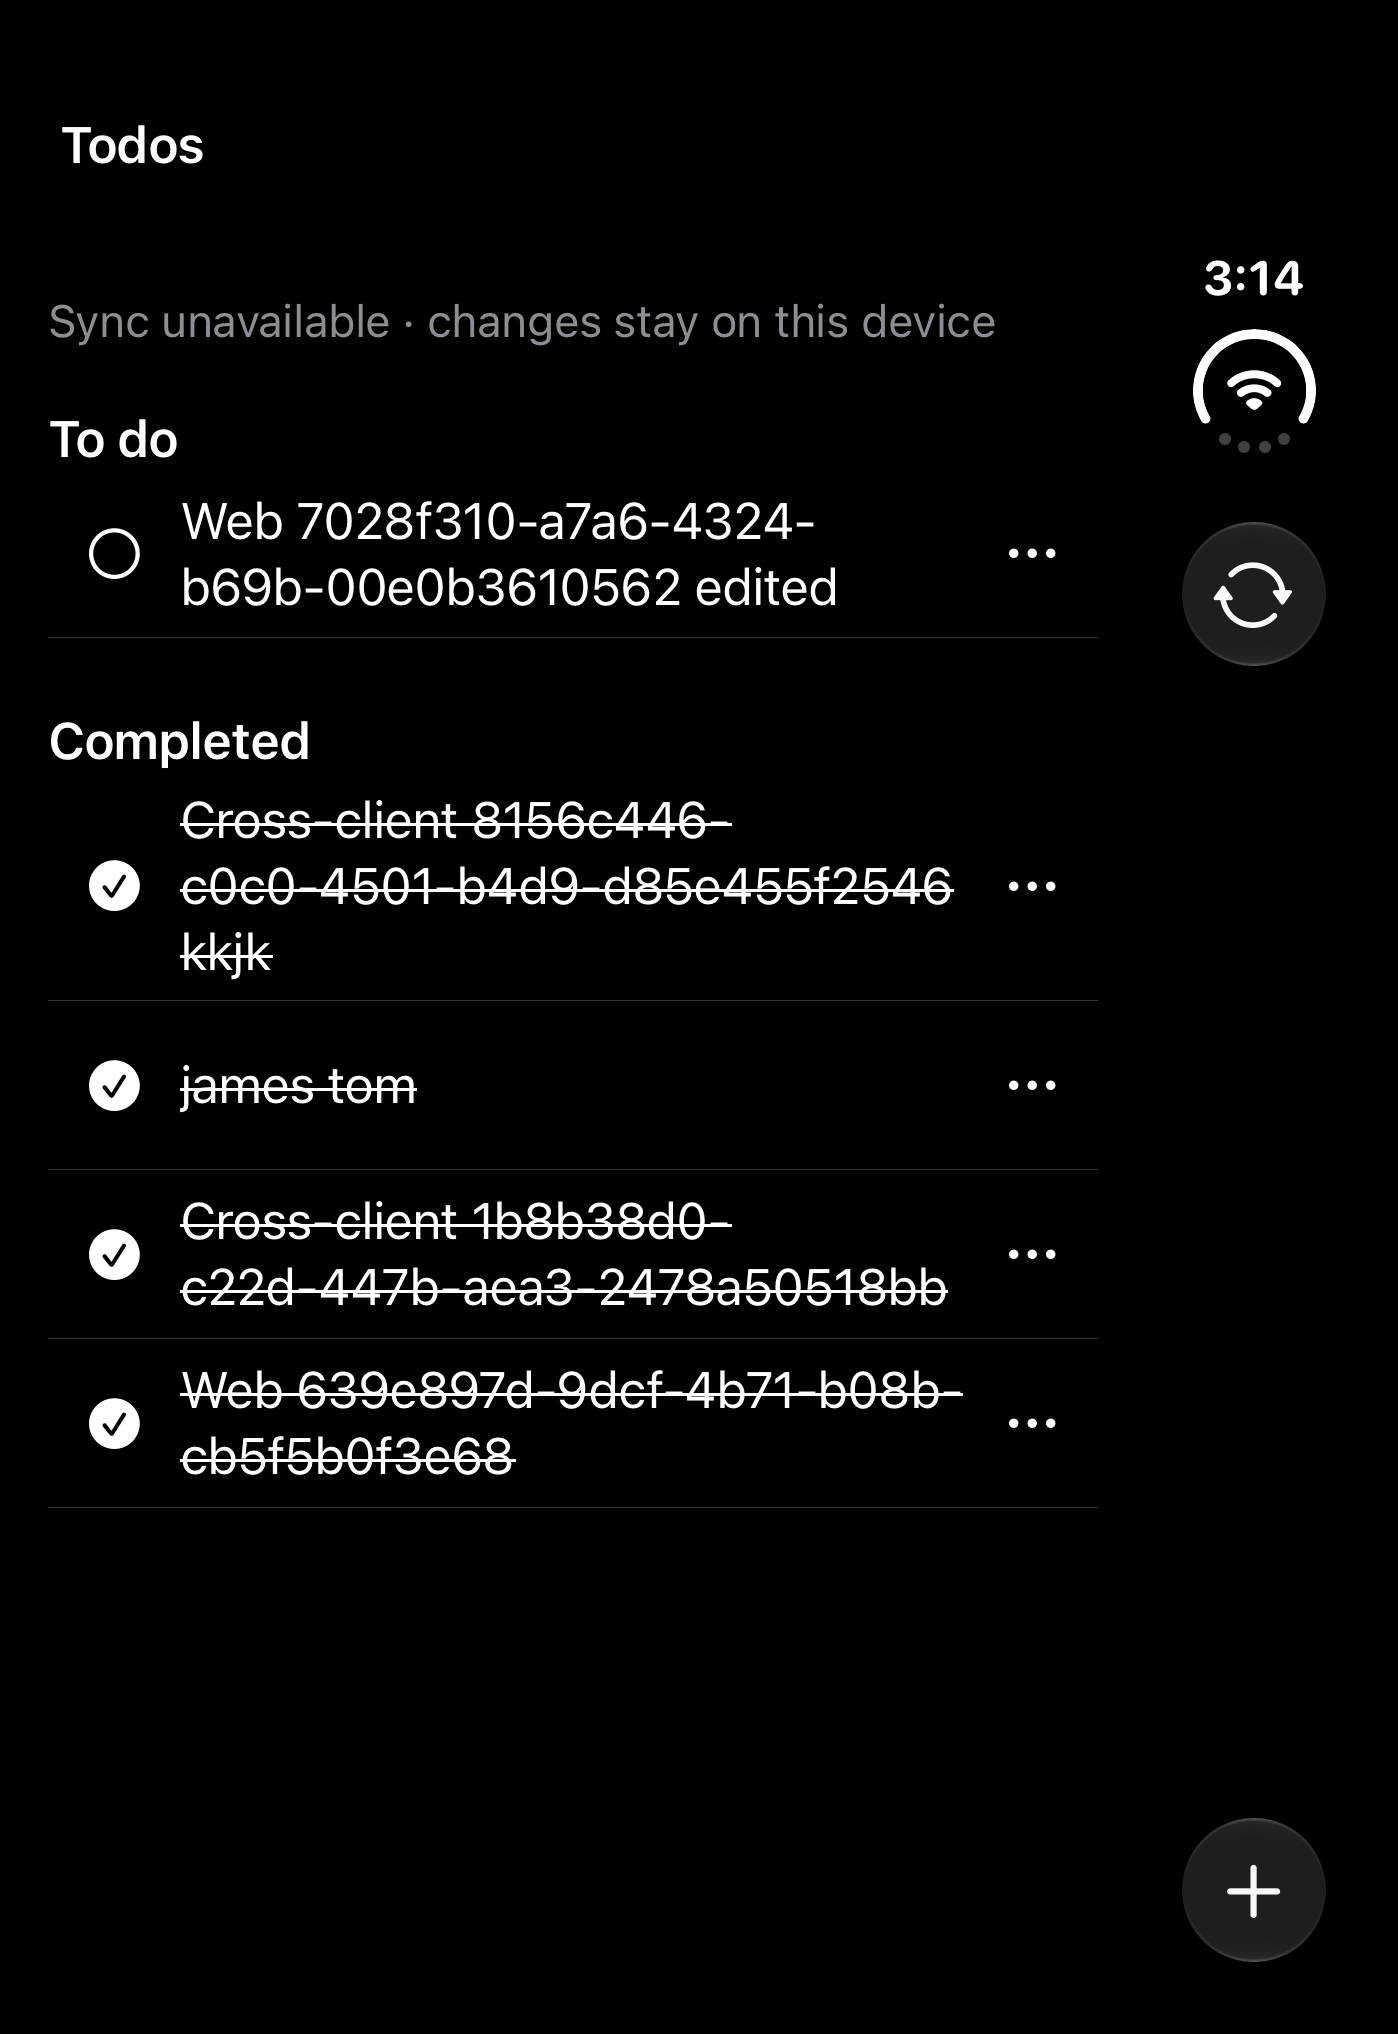 Todos
3:14
Sync unavailable · changes stay on this device
To do
Web 7028f310-a7a6-4324-
b69b-00e0b3610562 edited
Completed
Cross-client 8156c446-
c0c0-4501-b4d9-d85e455f2546
kkjk
james tom
Cross-client 1b8b38d0-
c22d-447b-aea3-2478a50518bb
Web 639e897d-9dcf-4b71-b08b-
cb5f5b0f3e68